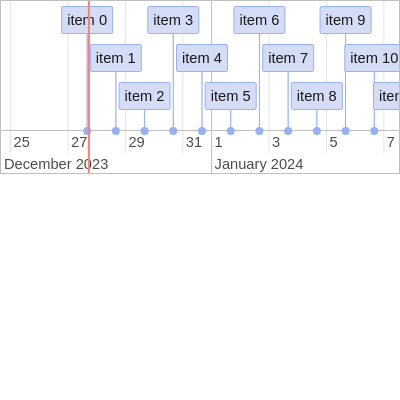 item 0 item 3 item 6 item 9
item 1 item 4 item 7 item 10
item 2 item 5 item 8
25 27 29 31 1 3 5 7
December 2023 January 2024